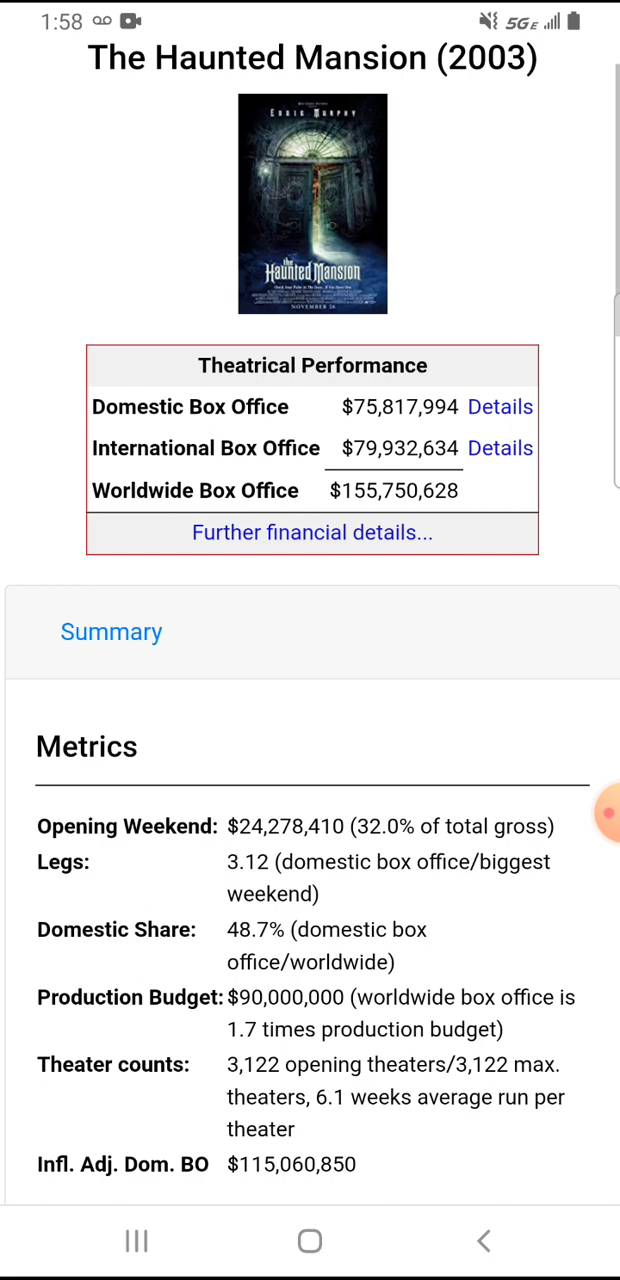 1:58
5GE
The Haunted Mansion (2003)
EDDIE MURPHY
the
Haunted Mansion
NOVEMBER 26
Theatrical Performance
Domestic Box Office $75,817,994 Details
International Box Office $79,932,634 Details
Worldwide Box Office $155,750,628
Further financial details...
Summary
Metrics
Opening Weekend: $24,278,410 (32.0% of total gross)
Legs: 3.12 (domestic box office/biggest
weekend)
Domestic Share: 48.7% (domestic box
office/worldwide)
Production Budget: $90,000,000 (worldwide box office is
1.7 times production budget)
Theater counts: 3,122 opening theaters/3,122 max.
theaters, 6.1 weeks average run per
theater
Infl. Adj. Dom. BO $115,060,850